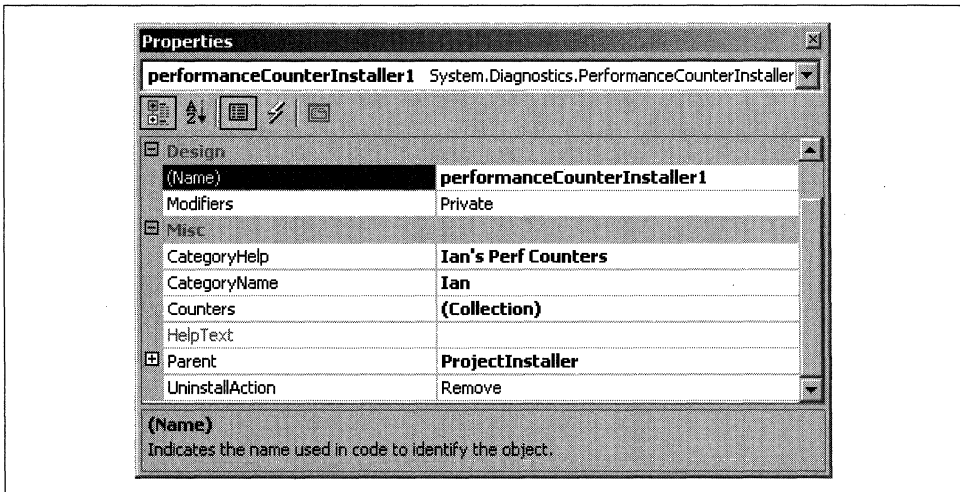 Properties
performanceCounterInstaller1 System.Diagnostics.PerformanceCounterInstaller
Design
(Name) performanceCounterInstaller1
Modifiers Private
Misc
CategoryHelp Ian's Perf Counters
CategoryName Ian
Counters (Collection)
HelpText
Parent ProjectInstaller
UninstallAction Remove
(Name)
Indicates the name used in code to identify the object.